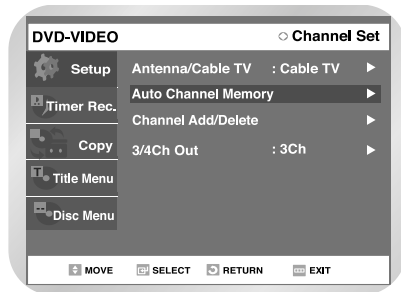 DVD-VIDEO
Channel Set
Setup
Antenna/Cable TV : Cable TV
Auto Channel Memory
Timer Rec.
Channel Add/Delete
Copy
3/4Ch Out : 3Ch
Title Menu
Disc Menu
MOVE SELECT RETURN EXIT